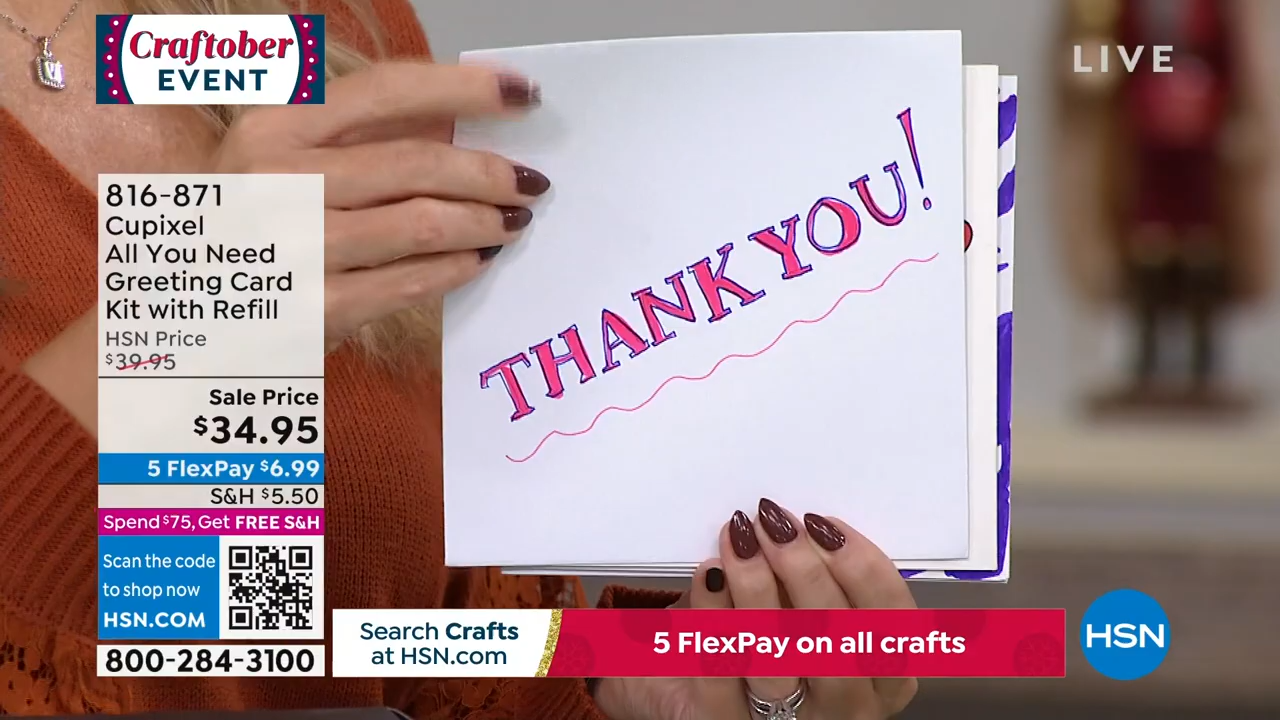 Craftober
EVENT
LIVE
816-871
Cupixel
All You Need
Greeting Card
Kit with Refill
HSN Price
$39.95
Sale Price
$34.95
5 FlexPay $6.99
S&H $5.50
Spend $75, Get FREE S&H
Scan the code
to shop now
HSN.COM
800-284-3100
THANK YOU!
Search Crafts
at HSN.com
5 FlexPay on all crafts
HSN